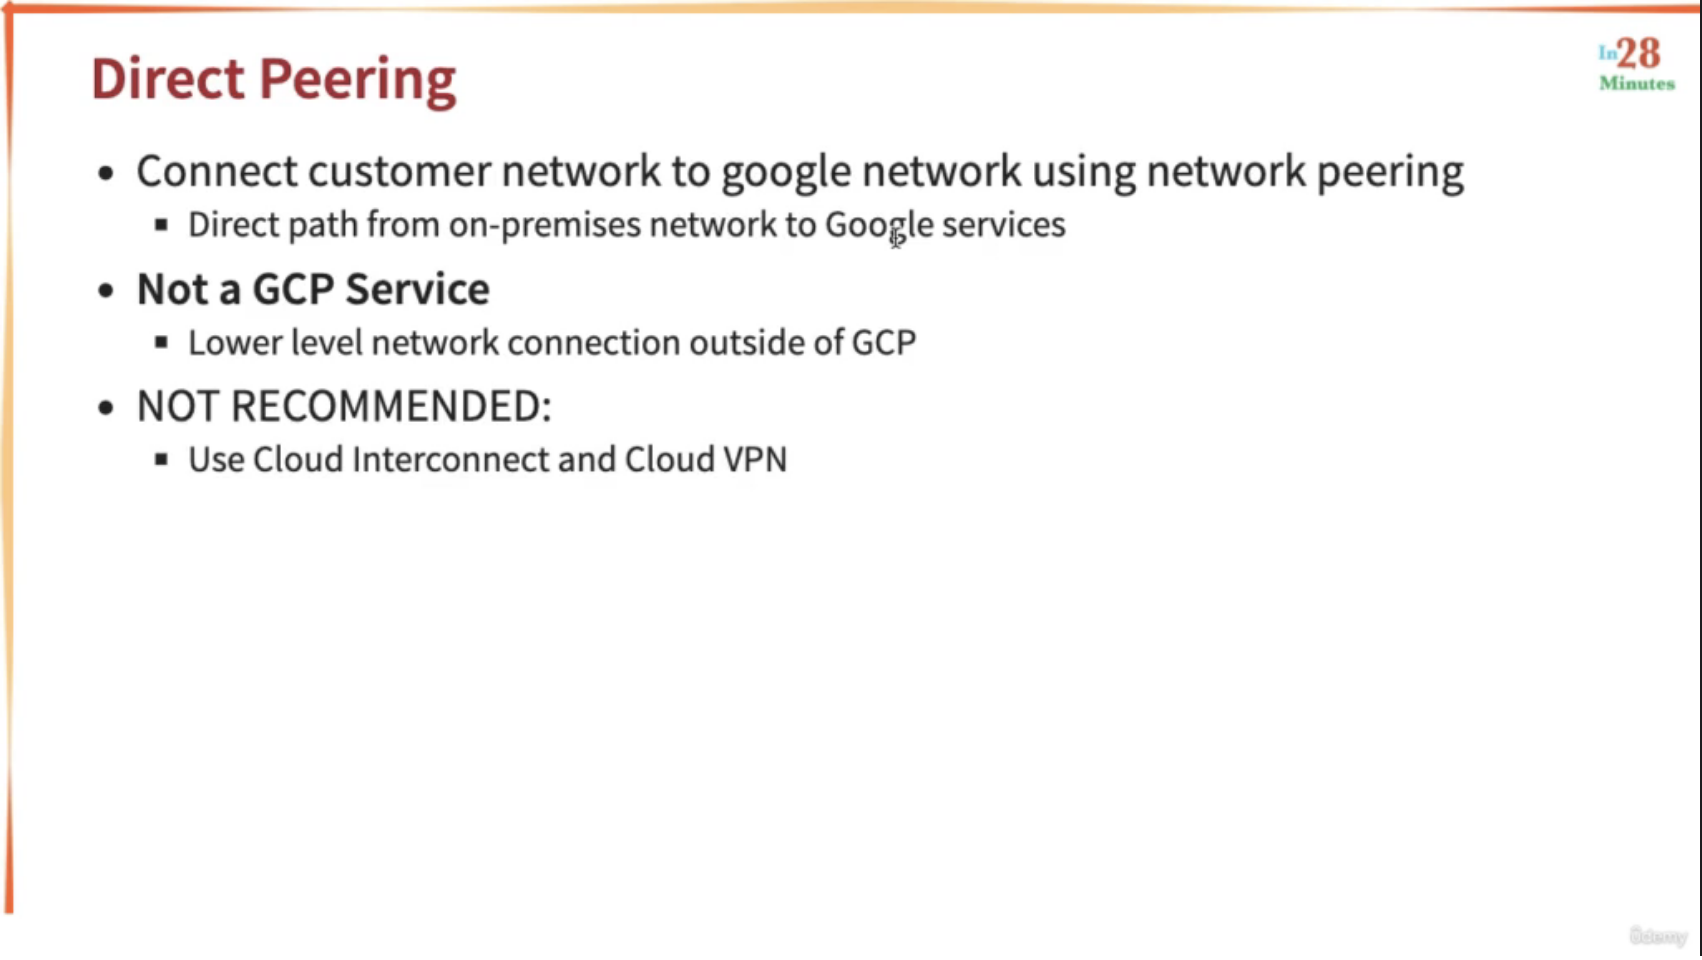 Direct Peering
In28
Minutes
• Connect customer network to google network using network peering
▪ Direct path from on-premises network to Google services
• Not a GCP Service
▪ Lower level network connection outside of GCP
• NOT RECOMMENDED:
▪ Use Cloud Interconnect and Cloud VPN
Udemy